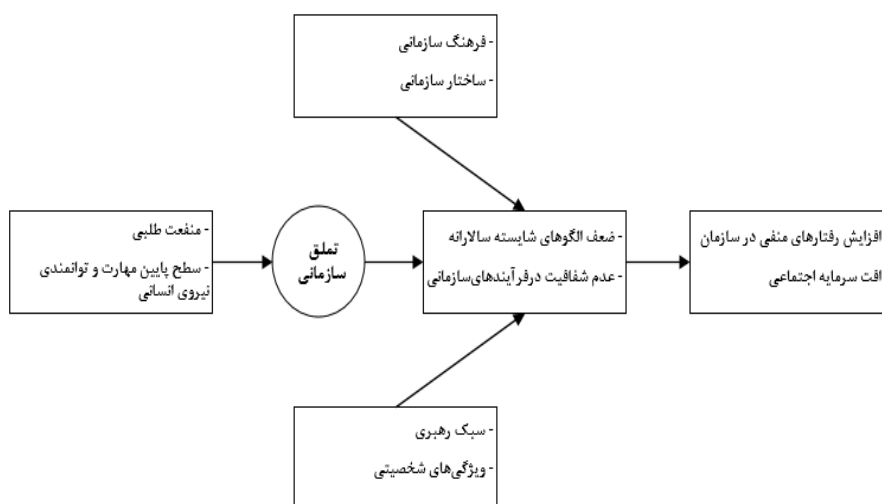 - فرهنگ سازمانی
- ساختار سازمانی
- منفعت طلبی
- سطح پایین مهارت و توانمندی
نیروی انسانی
تملق
سازمانی
- ضعف الگوهای شایسته سالارانه
- عدم شفافیت درفرآیندهای‌سازمانی
افزایش رفتارهای منفی در سازمان
افت سرمایه اجتماعی
- سبک رهبری
- ویژگی‌های شخصیتی